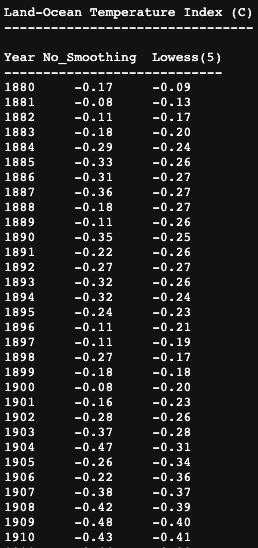 Land-Ocean Temperature Index (C)
--------------------------------
Year No_Smoothing  Lowess(5)
----------------------------
1880     -0.17     -0.09
1881     -0.08     -0.13
1882     -0.11     -0.17
1883     -0.18     -0.20
1884     -0.29     -0.24
1885     -0.33     -0.26
1886     -0.31     -0.27
1887     -0.36     -0.27
1888     -0.18     -0.27
1889     -0.11     -0.26
1890     -0.35     -0.25
1891     -0.22     -0.26
1892     -0.27     -0.27
1893     -0.32     -0.26
1894     -0.32     -0.24
1895     -0.24     -0.23
1896     -0.11     -0.21
1897     -0.11     -0.19
1898     -0.27     -0.17
1899     -0.18     -0.18
1900     -0.08     -0.20
1901     -0.16     -0.23
1902     -0.28     -0.26
1903     -0.37     -0.28
1904     -0.47     -0.31
1905     -0.26     -0.34
1906     -0.22     -0.36
1907     -0.38     -0.37
1908     -0.42     -0.39
1909     -0.48     -0.40
1910     -0.43     -0.41